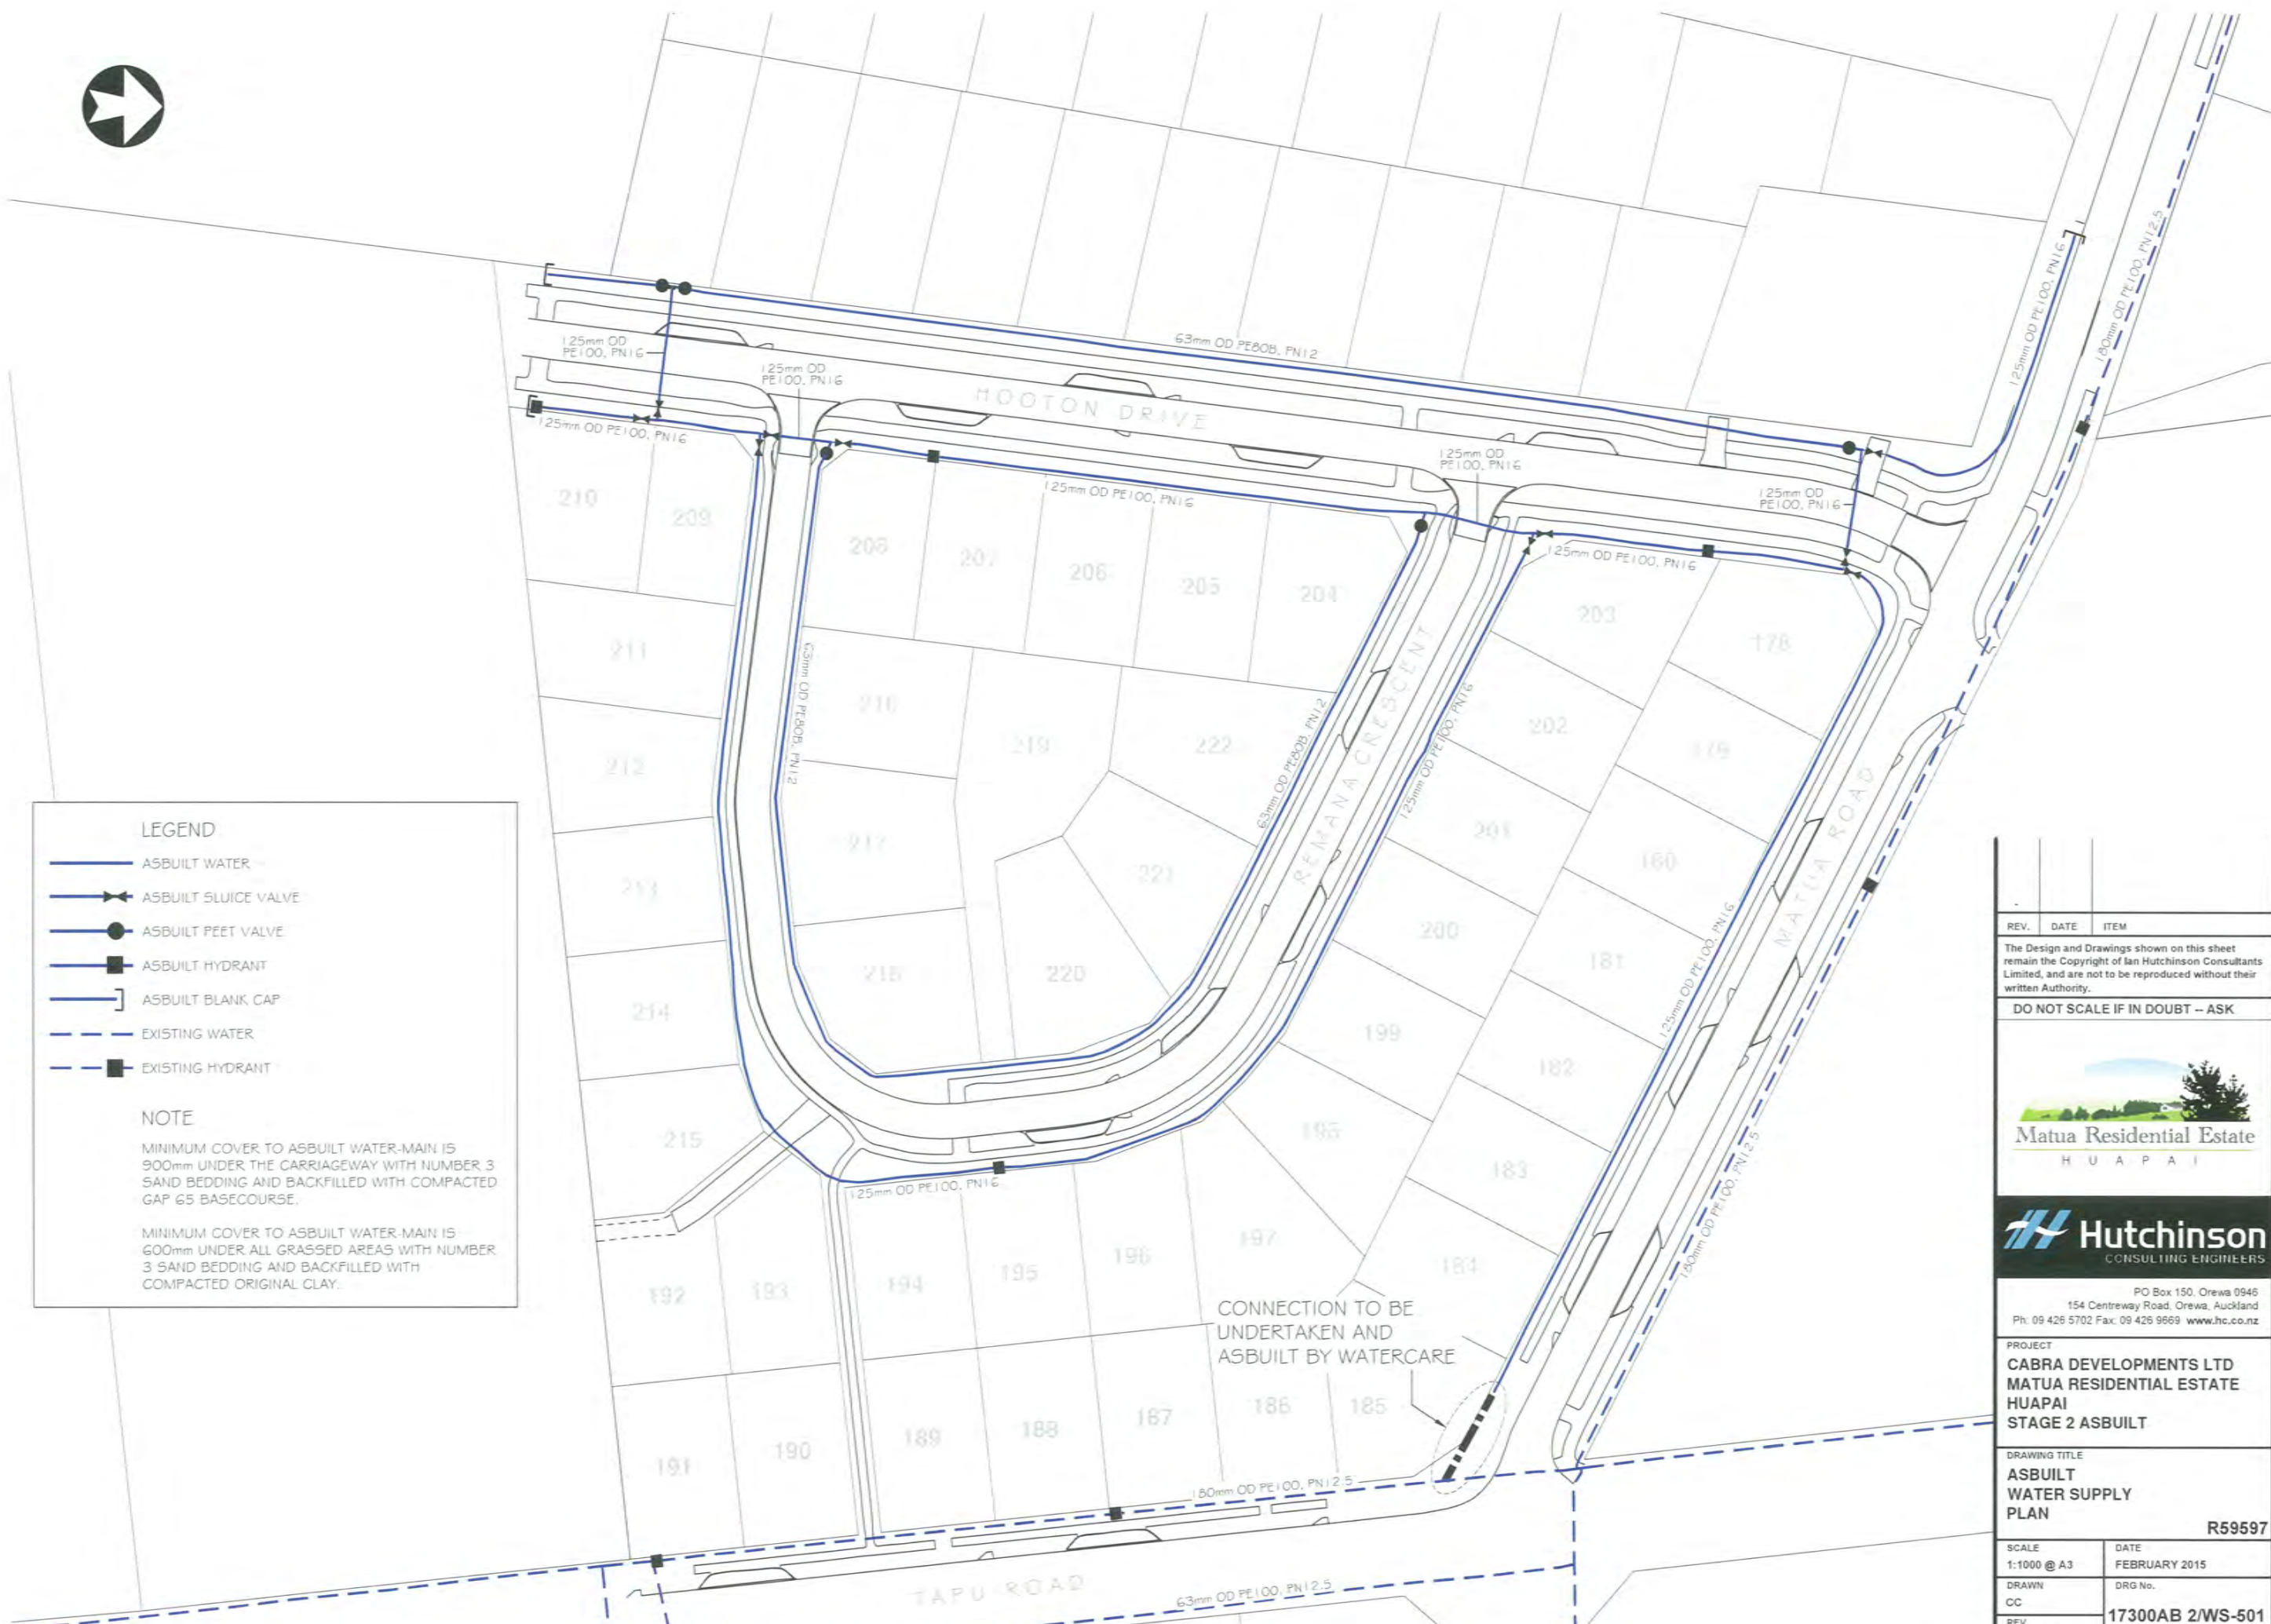 63mm OD PE80B, PN12
125mm OD PE100, PN16
180mm OD PE100, PN12.5
125mm OD
PE100, PN16
125mm OD
PE100, PN16
HOOTON DRIVE
125mm OD PE100, PN16
125mm OD PE100, PN16
125mm OD
PE100, PN16
125mm OD
PE100, PN16
125mm OD PE100, PN16
210
209
208
207
206
205
204
203
178
211
63mm OD PE80B, PN12
216
219
222
63mm OD PE80B, PN12
REMANA CRESCENT
125mm OD PE100, PN16
202
179
212
217
221
201
180
MATUA ROAD
213
218
220
200
181
125mm OD PE100, PN16
214
199
182
215
198
183
180mm OD PE100, PN12.5
125mm OD PE100, PN16
192
193
194
195
196
197
184
CONNECTION TO BE
UNDERTAKEN AND
ASBUILT BY WATERCARE
191
190
189
188
187
186
185
180mm OD PE100, PN12.5
TAPU ROAD
63mm OD PE100, PN12.5
LEGEND
ASBUILT WATER
ASBUILT SLUICE VALVE
ASBUILT PEET VALVE
ASBUILT HYDRANT
ASBUILT BLANK CAP
EXISTING WATER
EXISTING HYDRANT
NOTE
MINIMUM COVER TO ASBUILT WATER-MAIN IS
900mm UNDER THE CARRIAGEWAY WITH NUMBER 3
SAND BEDDING AND BACKFILLED WITH COMPACTED
GAP 65 BASECOURSE.
MINIMUM COVER TO ASBUILT WATER-MAIN IS
600mm UNDER ALL GRASSED AREAS WITH NUMBER
3 SAND BEDDING AND BACKFILLED WITH
COMPACTED ORIGINAL CLAY.
REV. DATE ITEM
The Design and Drawings shown on this sheet
remain the Copyright of Ian Hutchinson Consultants
Limited, and are not to be reproduced without their
written Authority.
DO NOT SCALE IF IN DOUBT -- ASK
Matua Residential Estate
HUAPAI
Hutchinson
CONSULTING ENGINEERS
PO Box 150, Orewa 0946
154 Centreway Road, Orewa, Auckland
Ph: 09 426 5702 Fax: 09 426 9669 www.hc.co.nz
PROJECT
CABRA DEVELOPMENTS LTD
MATUA RESIDENTIAL ESTATE
HUAPAI
STAGE 2 ASBUILT
DRAWING TITLE
ASBUILT
WATER SUPPLY
PLAN
R59597
SCALE
1:1000 @ A3
DATE
FEBRUARY 2015
DRAWN
CC
DRG No.
17300AB 2/WS-501
REV